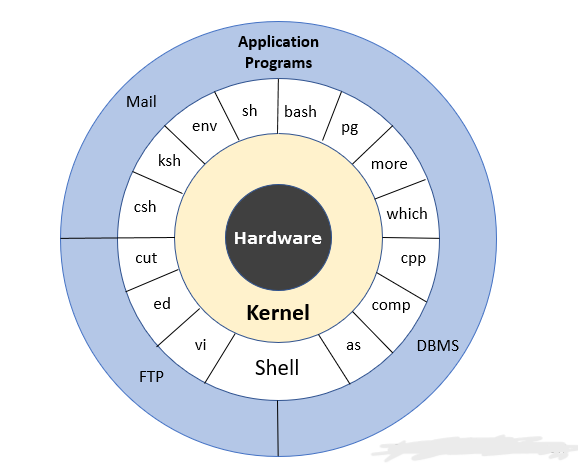 Application
Programs
Mail
sh
bash
env
pg
ksh
more
csh
which
Hardware
cut
cpp
ed
comp
Kernel
vi
as
DBMS
Shell
FTP